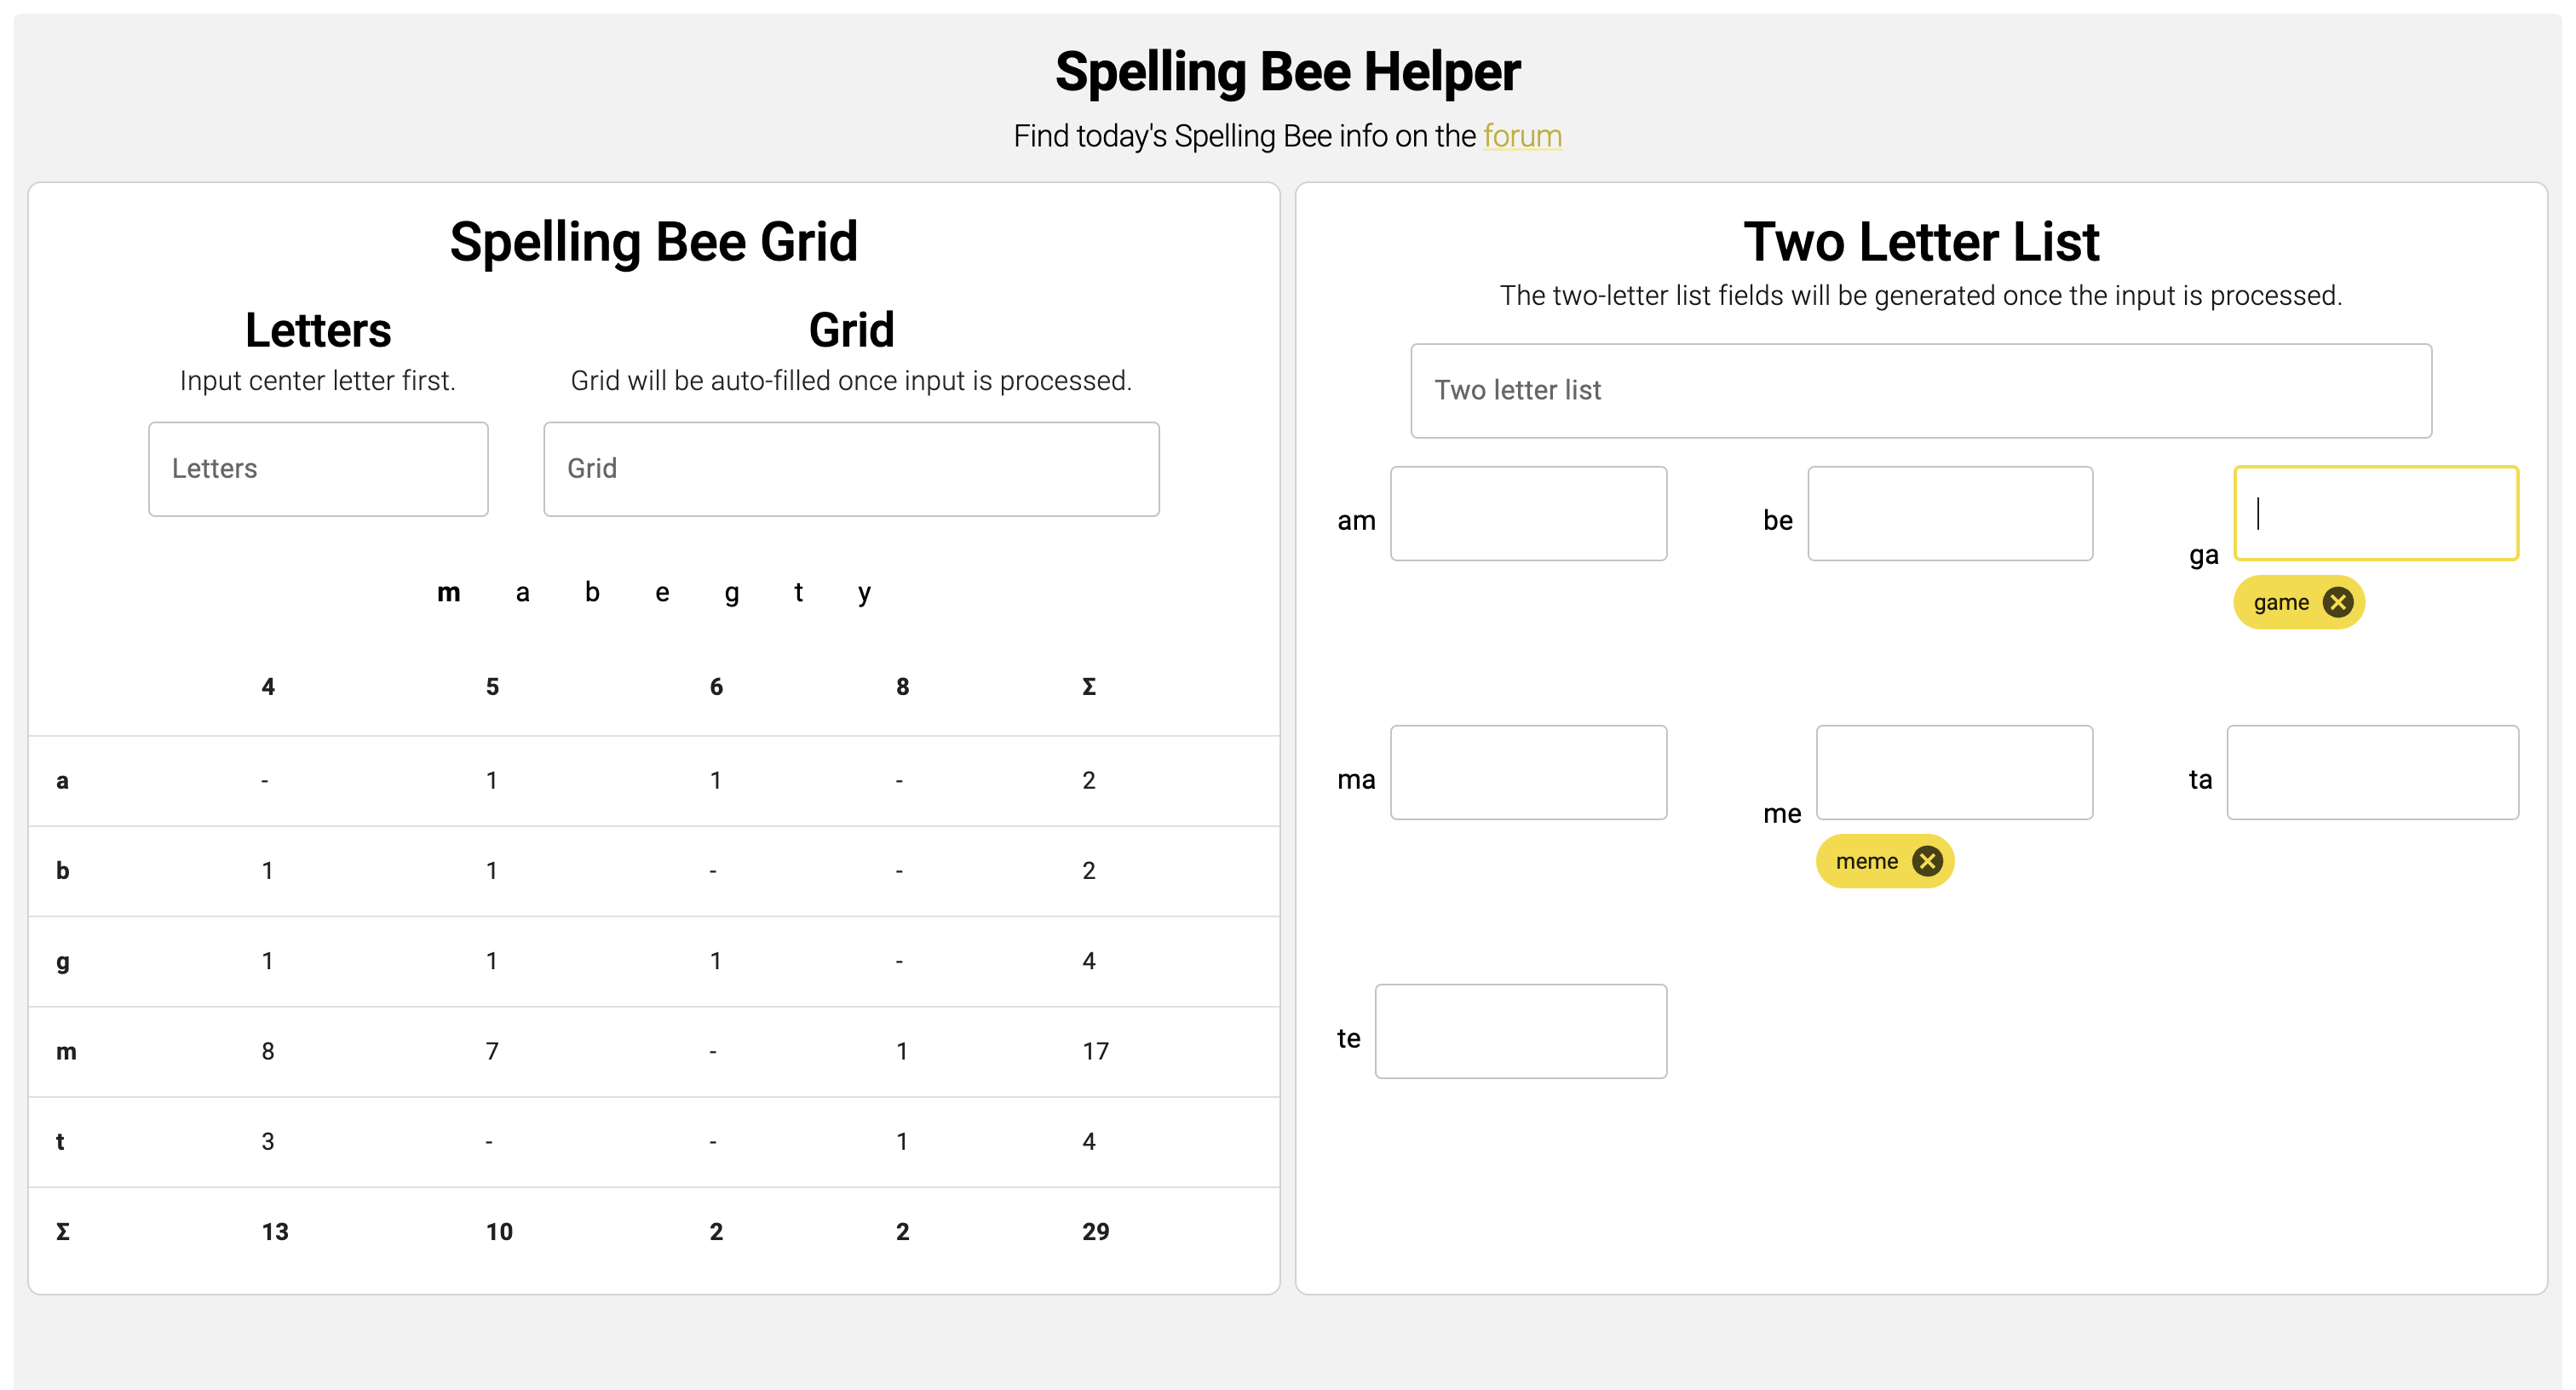 Spelling Bee Helper
Find today's Spelling Bee info on the forum
Spelling Bee Grid
Letters
Input center letter first.
Letters
Grid
Grid will be auto-filled once input is processed.
Grid
m a b e g t y
4 5 6 8 Σ
a - 1 1 - 2
b 1 1 - - 2
g 1 1 1 - 4
m 8 7 - 1 17
t 3 - - 1 4
Σ 13 10 2 2 29
Two Letter List
The two-letter list fields will be generated once the input is processed.
Two letter list
am
be
ga
game
ma
me
meme
ta
te